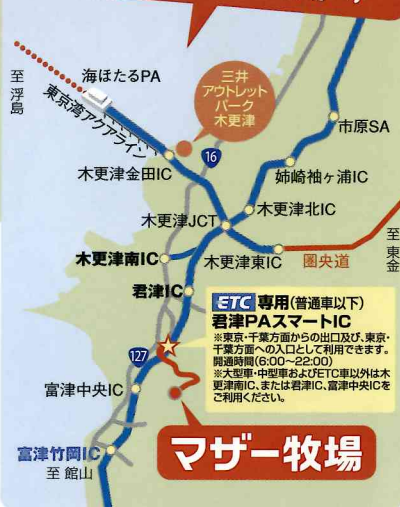 至浮島
海ほたるPA
東京湾アクアライン
三井
アウトレット
パーク
木更津
16
市原SA
木更津金田IC
姉崎袖ヶ浦IC
木更津北IC
木更津JCT
至東金
木更津南IC
木更津東IC
圏央道
君津IC
ETC専用(普通車以下)
君津PAスマートIC
※東京・千葉方面からの出口及び、東京・
千葉方面への入口として利用できます。
開通時間(6:00~22:00)
※大型車・中型車およびETC車以外は木
更津南IC、または君津IC、富津中央ICを
ご利用ください。
127
富津中央IC
マザー牧場
富津竹岡IC
至 館山